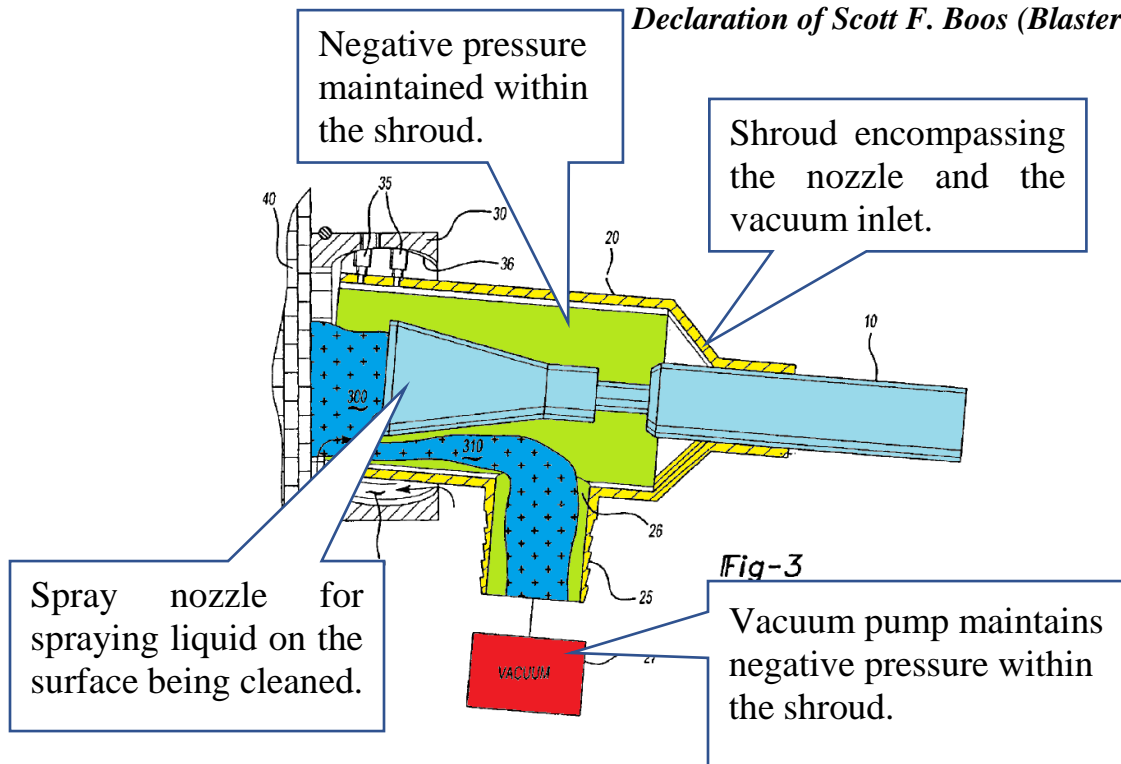 Declaration of Scott F. Boos (Blaster
Negative pressure
maintained within
the shroud.
Shroud encompassing
the nozzle and the
vacuum inlet.
40
35
30
36
20
10
300
310
26
25
Fig-3
Spray nozzle for
spraying liquid on the
surface being cleaned.
VACUUM
Vacuum pump maintains
negative pressure within
the shroud.